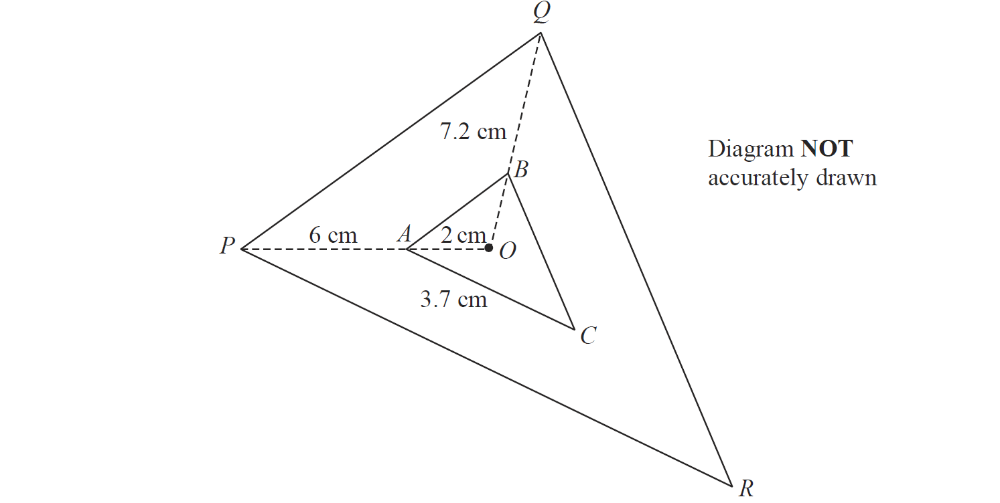 Q
7.2 cm
Diagram NOT
accurately drawn
B
P
6 cm
A
2 cm
O
3.7 cm
C
R